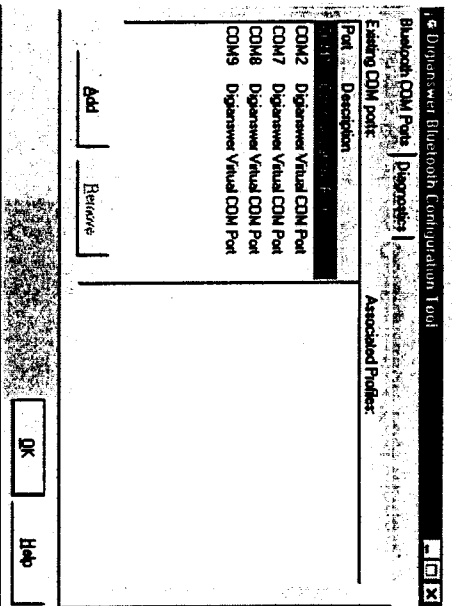 Digianswer Bluetooth Configuration Tool
Bluetooth COM Ports Diagnostics
Existing COM ports: Associated Profiles:
Port Description
COM2 Digianswer Virtual COM Port
COM7 Digianswer Virtual COM Port
COM8 Digianswer Virtual COM Port
COM9 Digianswer Virtual COM Port
Add Remove
OK Help